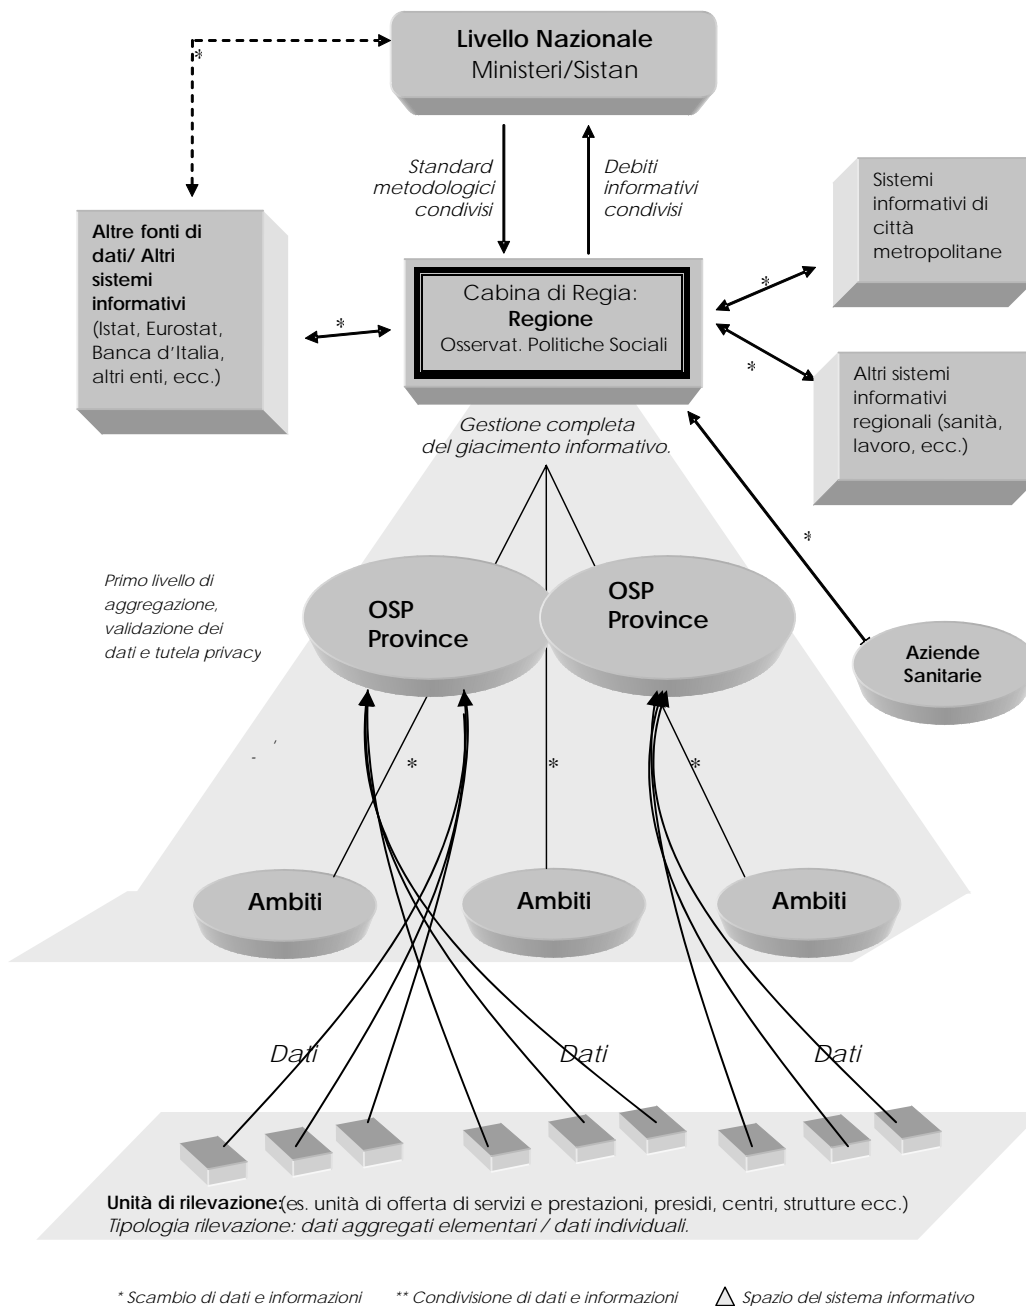 Livello Nazionale
Ministeri/Sistan
*
Standard
metodologici
condivisi
Debiti
informativi
condivisi
Sistemi
informativi di
città
metropolitane
Altre fonti di
dati/ Altri
sistemi
informativi
(Istat, Eurostat,
Banca d'Italia,
altri enti, ecc.)
*
Cabina di Regia:
Regione
Osservat. Politiche Sociali
*
*
Altri sistemi
informativi
regionali (sanità,
lavoro, ecc.)
Gestione completa
del giacimento informativo.
*
Primo livello di
aggregazione,
validazione dei
dati e tutela privacy
OSP
Province
OSP
Province
Aziende
Sanitarie
*
*
*
Ambiti
Ambiti
Ambiti
Dati
Dati
Dati
Unità di rilevazione:(es. unità di offerta di servizi e prestazioni, presidi, centri, strutture ecc.)
Tipologia rilevazione: dati aggregati elementari / dati individuali.
* Scambio di dati e informazioni
** Condivisione di dati e informazioni
Spazio del sistema informativo